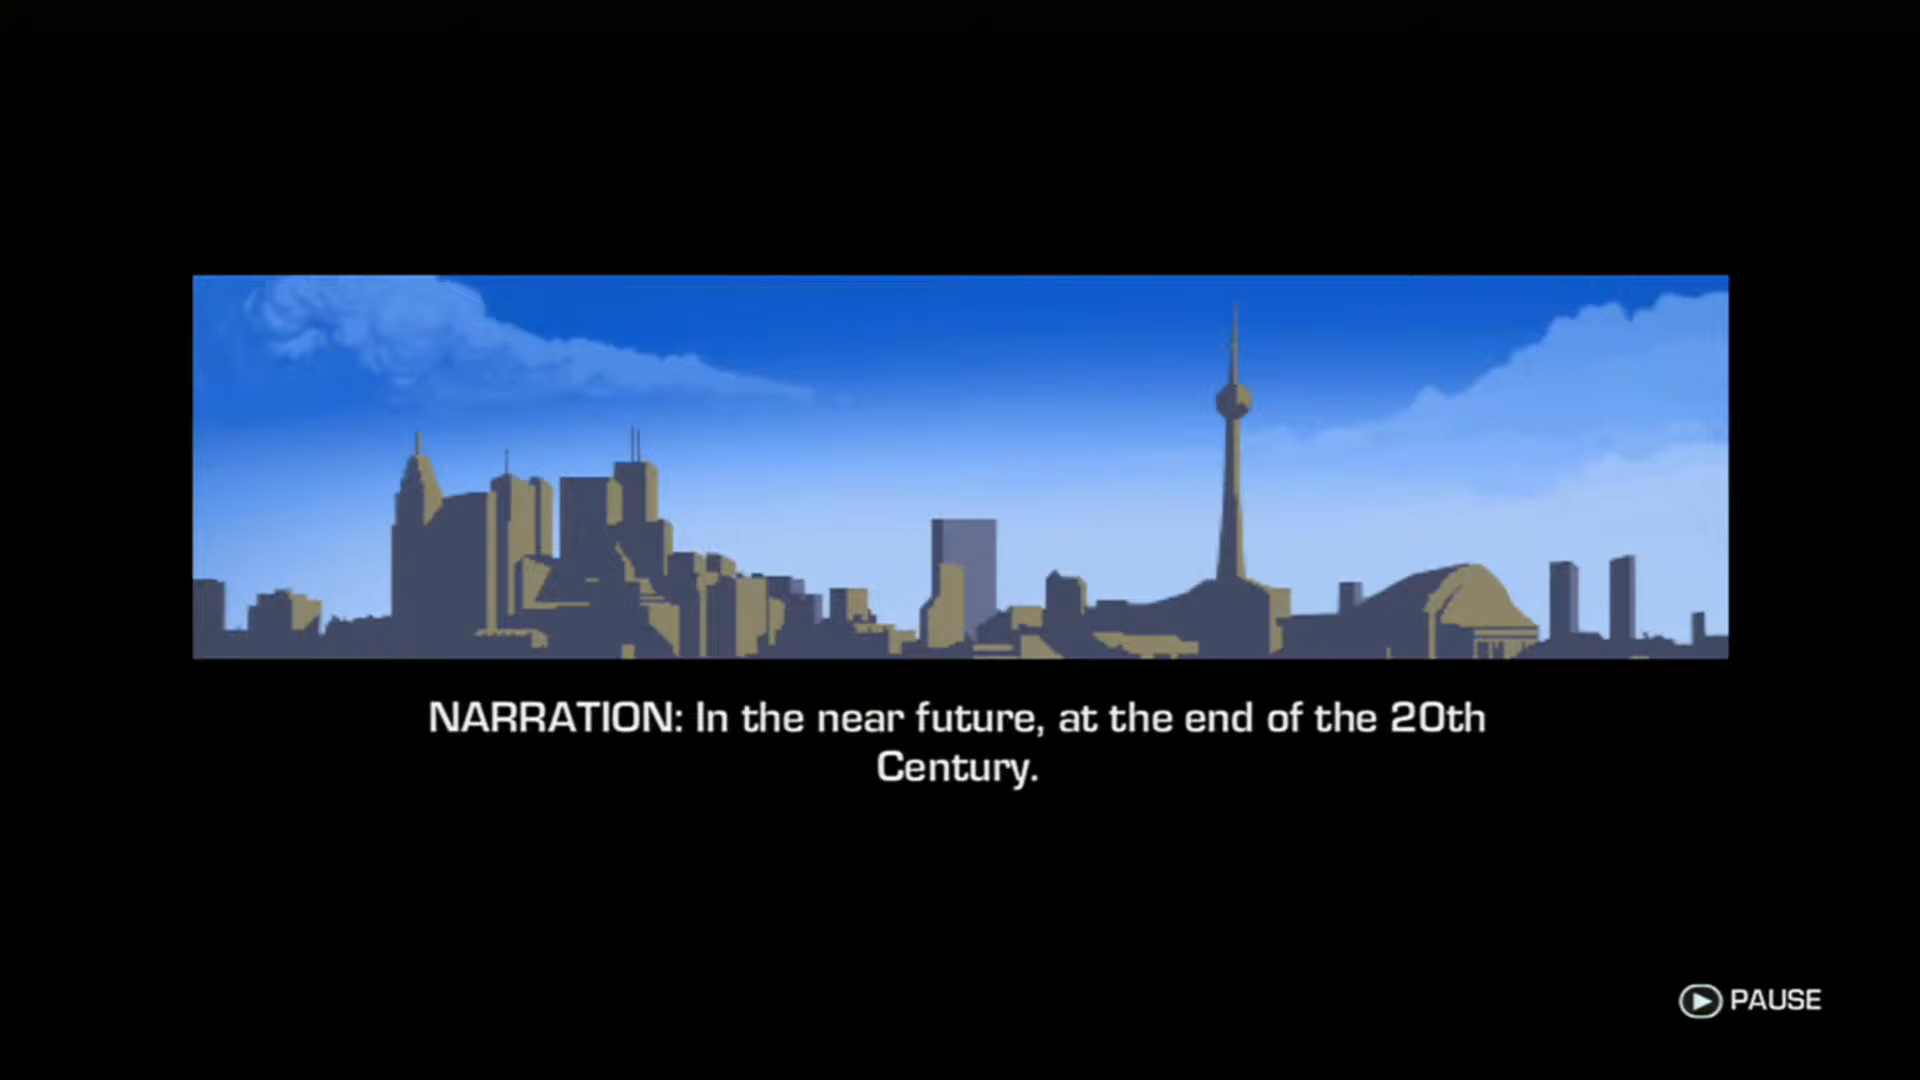 NARRATION: In the near future, at the end of the 20th
Century.
PAUSE